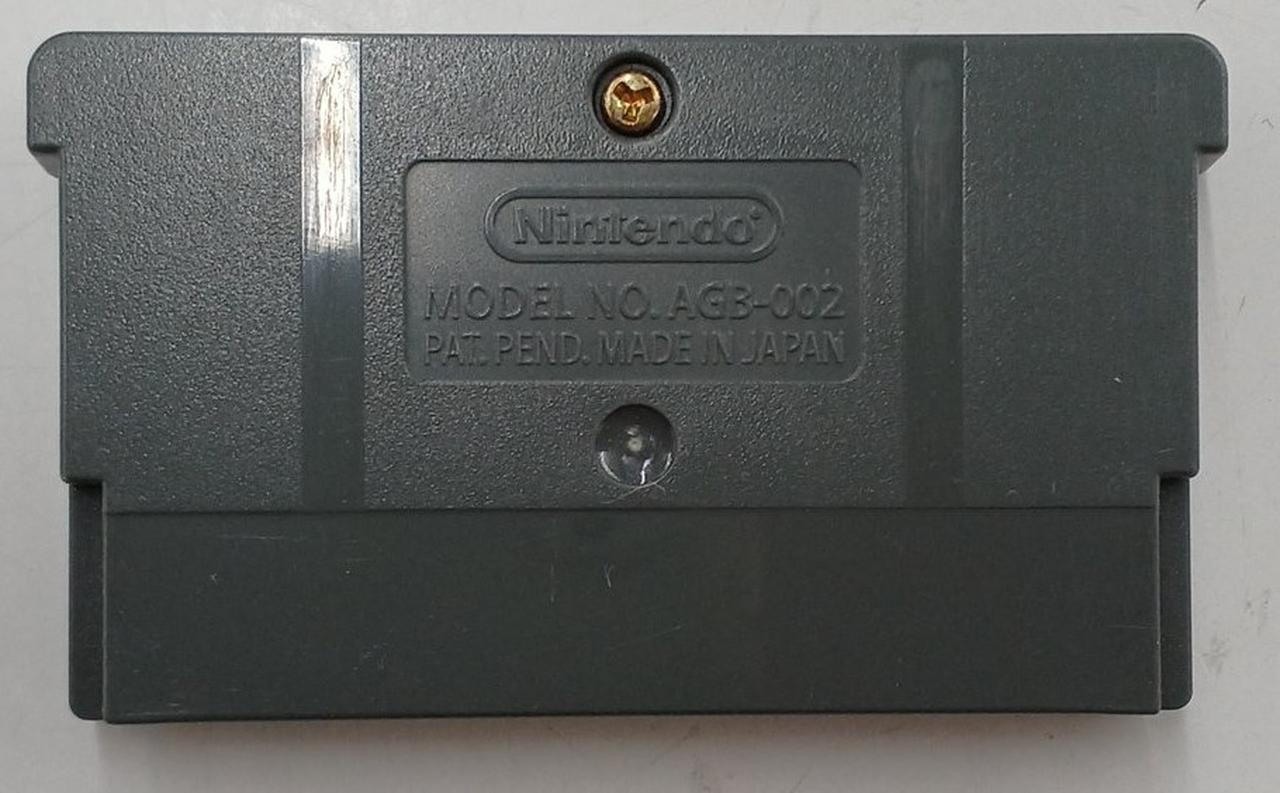 Nintendo
MODEL NO. AGB-002
PAT. PEND. MADE IN JAPAN